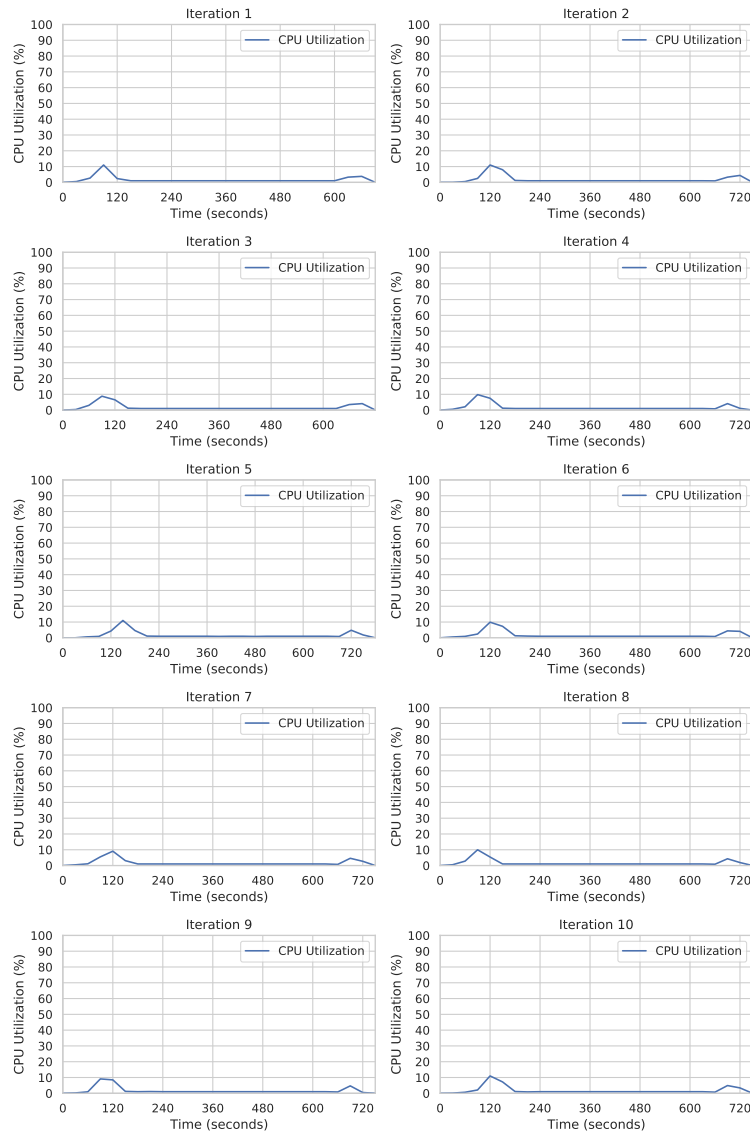 Iteration 1
CPU Utilization (%)
100
90
80
70
60
50
40
30
20
10
0
CPU Utilization
0 120 240 360 480 600
Time (seconds)
Iteration 2
CPU Utilization (%)
100
90
80
70
60
50
40
30
20
10
0
CPU Utilization
0 120 240 360 480 600 720
Time (seconds)
Iteration 3
CPU Utilization (%)
100
90
80
70
60
50
40
30
20
10
0
CPU Utilization
0 120 240 360 480 600
Time (seconds)
Iteration 4
CPU Utilization (%)
100
90
80
70
60
50
40
30
20
10
0
CPU Utilization
0 120 240 360 480 600 720
Time (seconds)
Iteration 5
CPU Utilization (%)
100
90
80
70
60
50
40
30
20
10
0
CPU Utilization
0 120 240 360 480 600 720
Time (seconds)
Iteration 6
CPU Utilization (%)
100
90
80
70
60
50
40
30
20
10
0
CPU Utilization
0 120 240 360 480 600 720
Time (seconds)
Iteration 7
CPU Utilization (%)
100
90
80
70
60
50
40
30
20
10
0
CPU Utilization
0 120 240 360 480 600 720
Time (seconds)
Iteration 8
CPU Utilization (%)
100
90
80
70
60
50
40
30
20
10
0
CPU Utilization
0 120 240 360 480 600 720
Time (seconds)
Iteration 9
CPU Utilization (%)
100
90
80
70
60
50
40
30
20
10
0
CPU Utilization
0 120 240 360 480 600 720
Time (seconds)
Iteration 10
CPU Utilization (%)
100
90
80
70
60
50
40
30
20
10
0
CPU Utilization
0 120 240 360 480 600 720
Time (seconds)